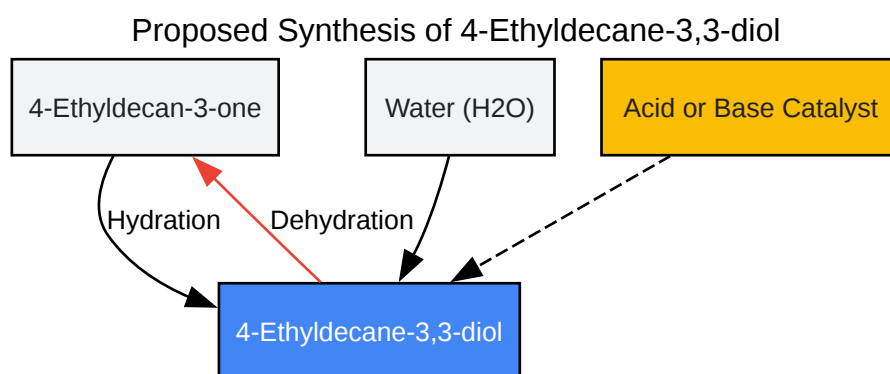 Proposed Synthesis of 4-Ethyldecane-3,3-diol
4-Ethyldecan-3-one
Water (H2O)
Acid or Base Catalyst
Hydration
Dehydration
4-Ethyldecane-3,3-diol